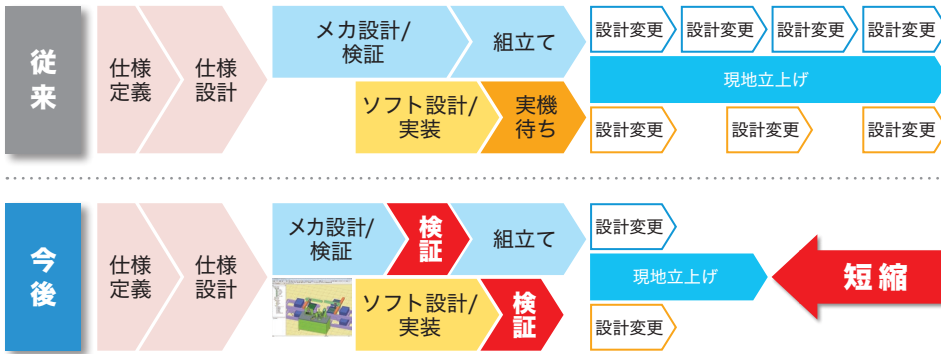 従来
仕様
定義
仕様
設計
メカ設計/
検証
組立て
ソフト設計/
実装
実機
待ち
設計変更
設計変更
設計変更
設計変更
現地立上げ
設計変更
設計変更
設計変更
今後
仕様
定義
仕様
設計
メカ設計/
検証
検証
組立て
ソフト設計/
実装
検証
設計変更
現地立上げ
設計変更
短縮